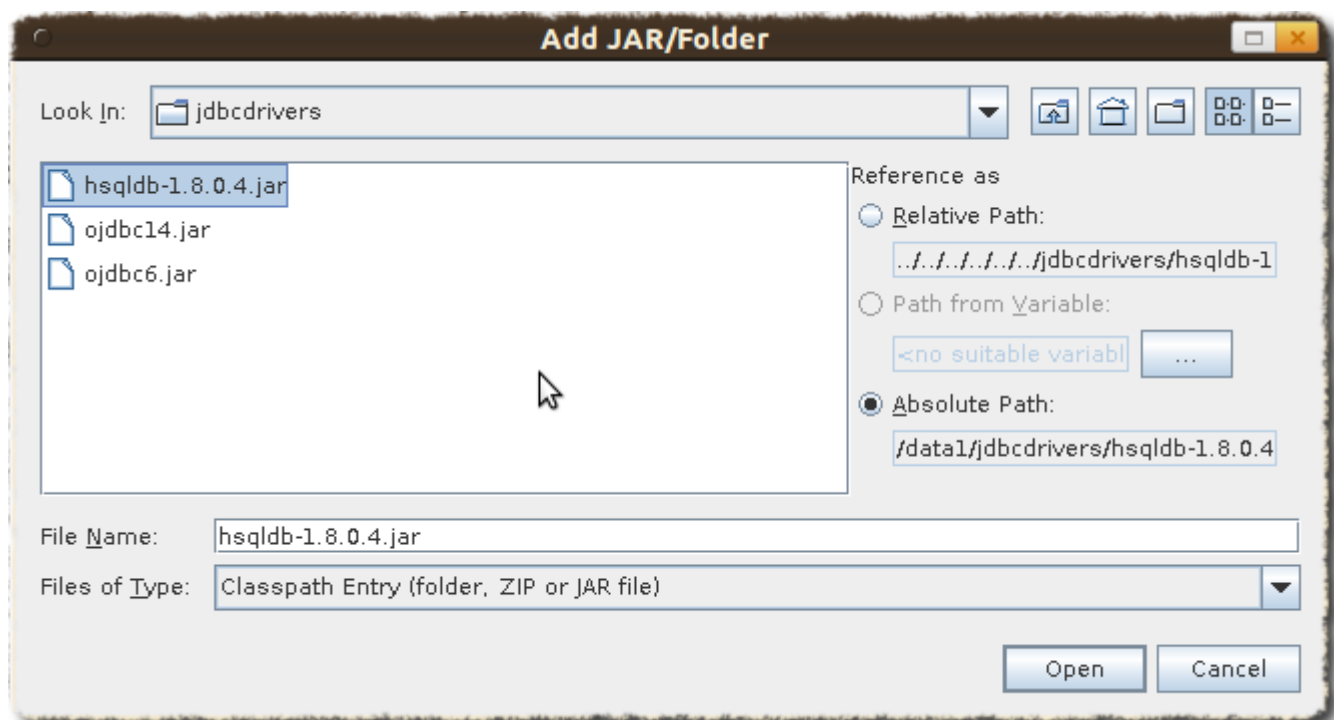 Add JAR/Folder
Look In: jdbcdrivers
hsqldb-1.8.0.4.jar
ojdbc14.jar
ojdbc6.jar
Reference as
Relative Path:
../../../../../../jdbcdrivers/hsqldb-1
Path from Variable:
<no suitable variabl
...
Absolute Path:
/data1/jdbcdrivers/hsqldb-1.8.0.4
File Name: hsqldb-1.8.0.4.jar
Files of Type: Classpath Entry (folder, ZIP or JAR file)
Open Cancel